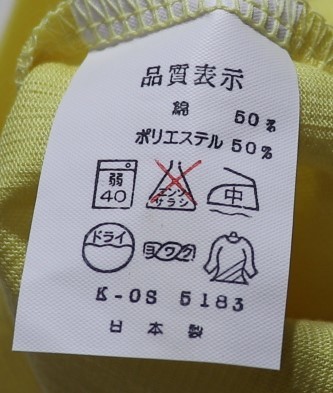 品質表示
綿 50%
ポリエステル 50%
弱 40 エンソサラシ 中
ドライ ヨワク
K-OS 5183
日本製